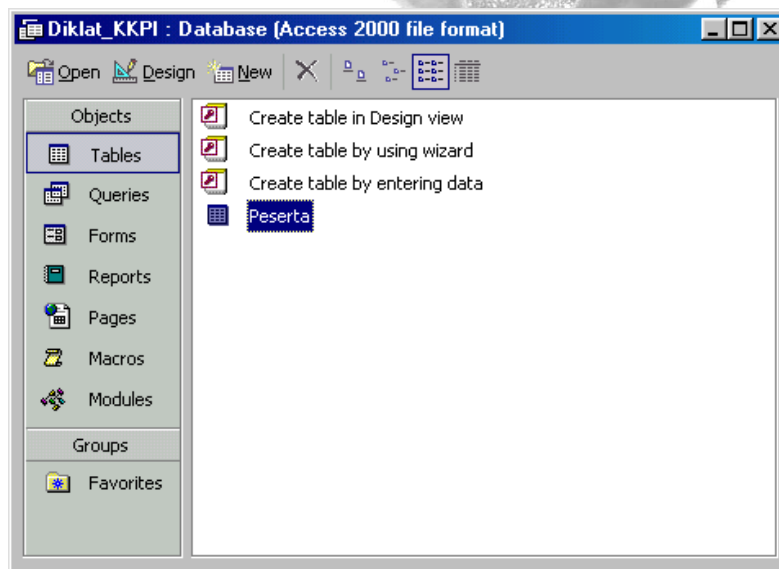 Diklat_KKPI : Database (Access 2000 file format)
Open Design New
Objects
Tables
Queries
Forms
Reports
Pages
Macros
Modules
Groups
Favorites
Create table in Design view
Create table by using wizard
Create table by entering data
Peserta